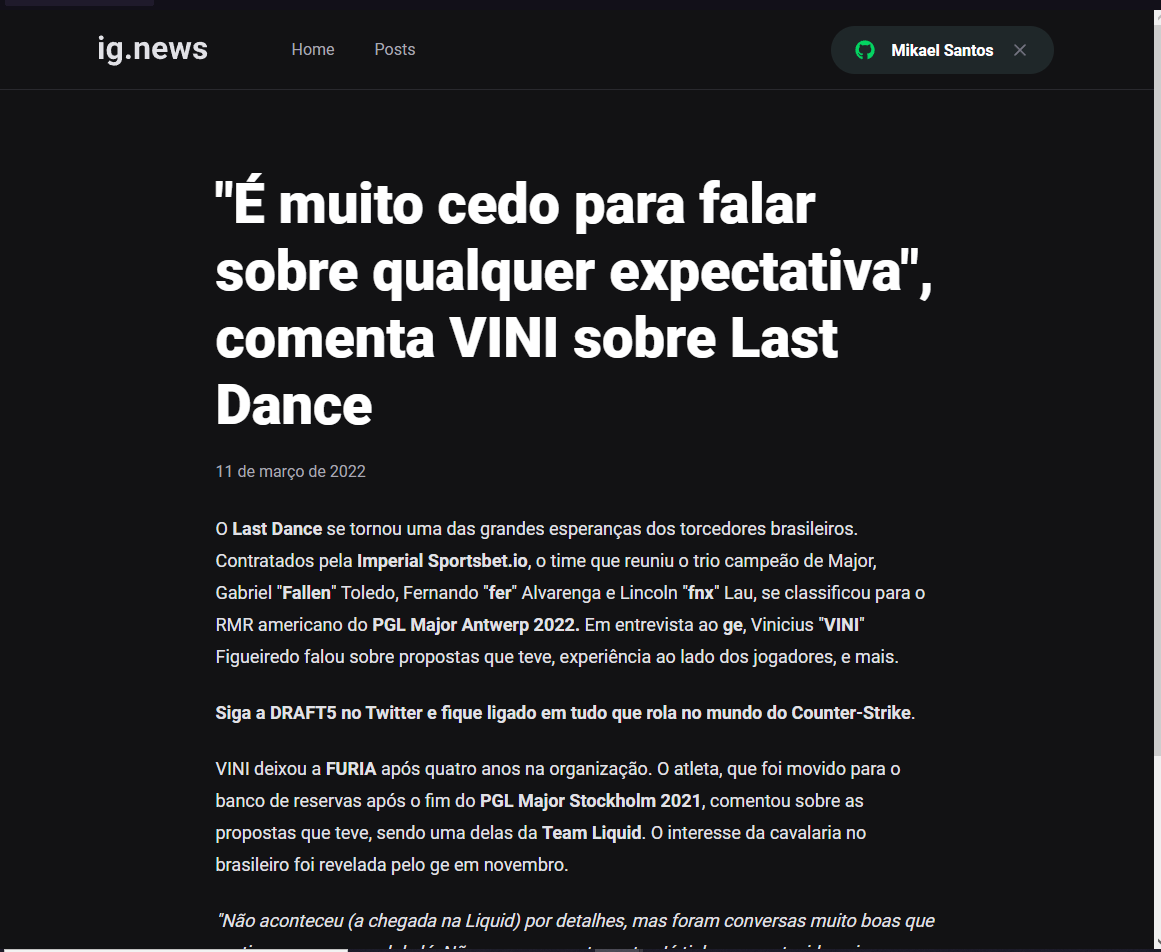 ig.news
Home
Posts
Mikael Santos
"É muito cedo para falar
sobre qualquer expectativa",
comenta VINI sobre Last
Dance
11 de março de 2022
O Last Dance se tornou uma das grandes esperanças dos torcedores brasileiros.
Contratados pela Imperial Sportsbet.io, o time que reuniu o trio campeão de Major,
Gabriel "Fallen" Toledo, Fernando "fer" Alvarenga e Lincoln "fnx" Lau, se classificou para o
RMR americano do PGL Major Antwerp 2022. Em entrevista ao ge, Vinicius "VINI"
Figueiredo falou sobre propostas que teve, experiência ao lado dos jogadores, e mais.
Siga a DRAFT5 no Twitter e fique ligado em tudo que rola no mundo do Counter-Strike.
VINI deixou a FURIA após quatro anos na organização. O atleta, que foi movido para o
banco de reservas após o fim do PGL Major Stockholm 2021, comentou sobre as
propostas que teve, sendo uma delas da Team Liquid. O interesse da cavalaria no
brasileiro foi revelada pelo ge em novembro.
"Não aconteceu (a chegada na Liquid) por detalhes, mas foram conversas muito boas que